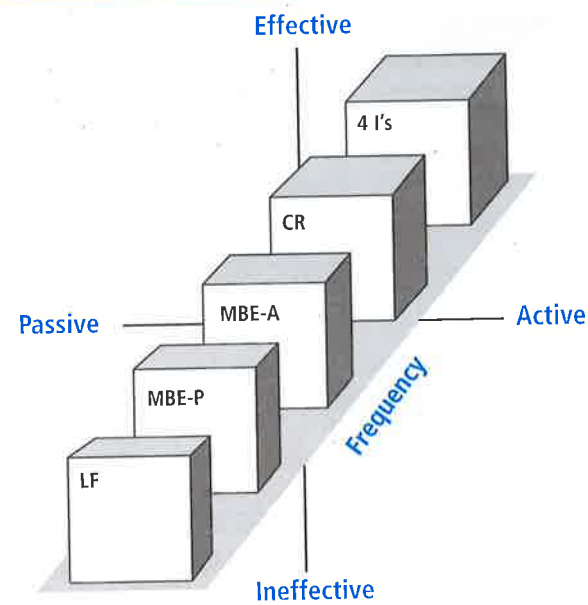 Effective
4 I's
CR
MBE-A
Passive
Active
MBE-P
Frequency
LF
Ineffective